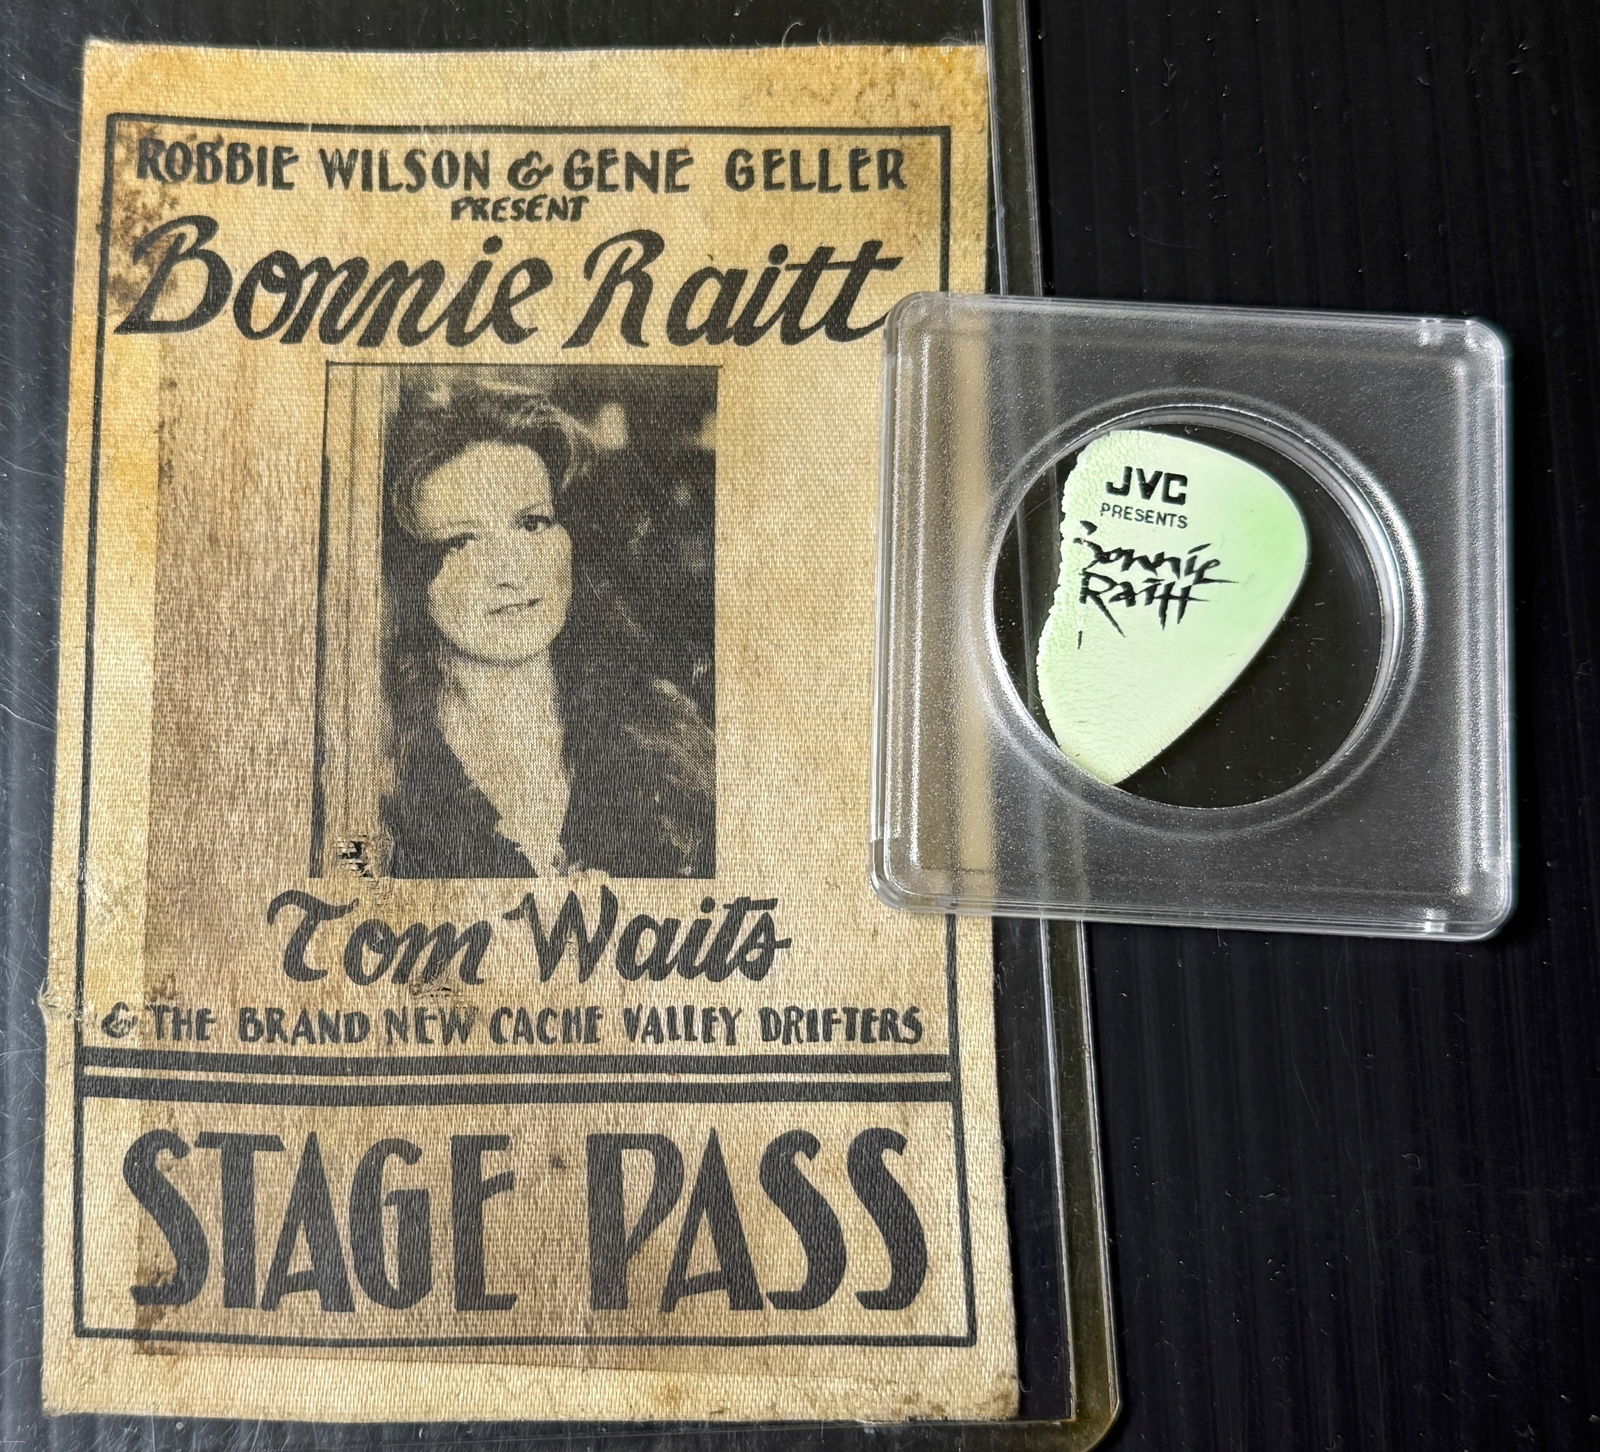 ROBBIE WILSON & GENE GELLER
PRESENT
Bonnie Raitt
Tom Waits
& THE BRAND NEW CACHE VALLEY DRIFTERS
STAGE PASS
JVC
PRESENTS
Bonnie
Raitt